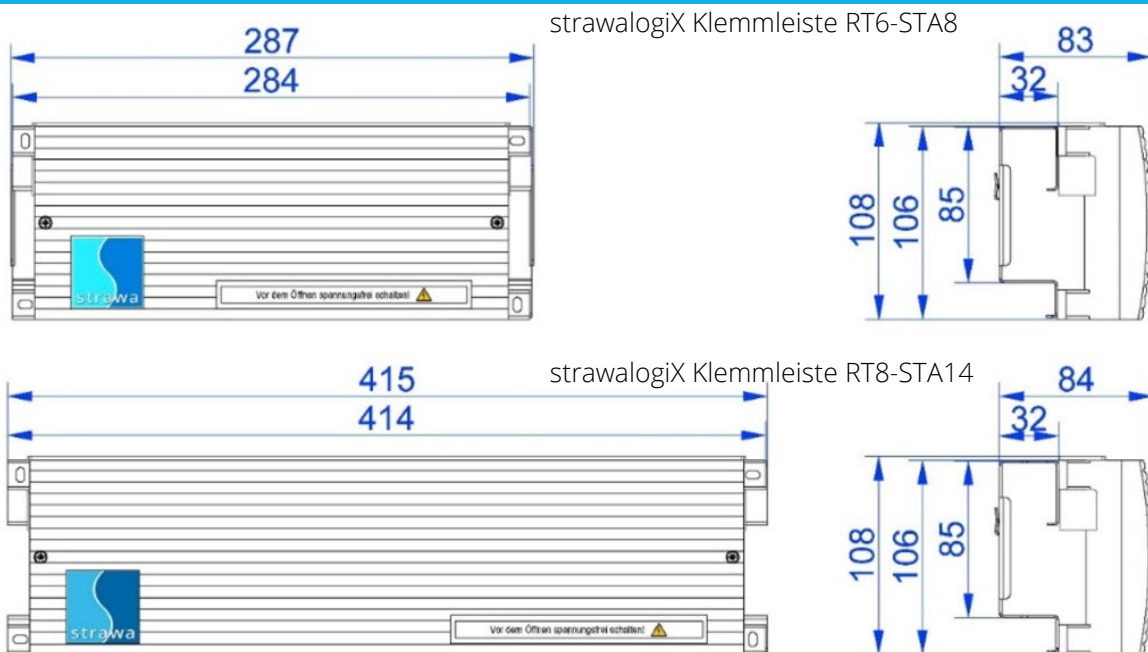 strawalogiX Klemmleiste RT6-STA8
287
284
83
32
108
106
85
strawa
Vor dem Öffnen spannungsfrei schalten!
strawalogiX Klemmleiste RT8-STA14
415
414
84
32
108
106
85
strawa
Vor dem Öffnen spannungsfrei schalten!